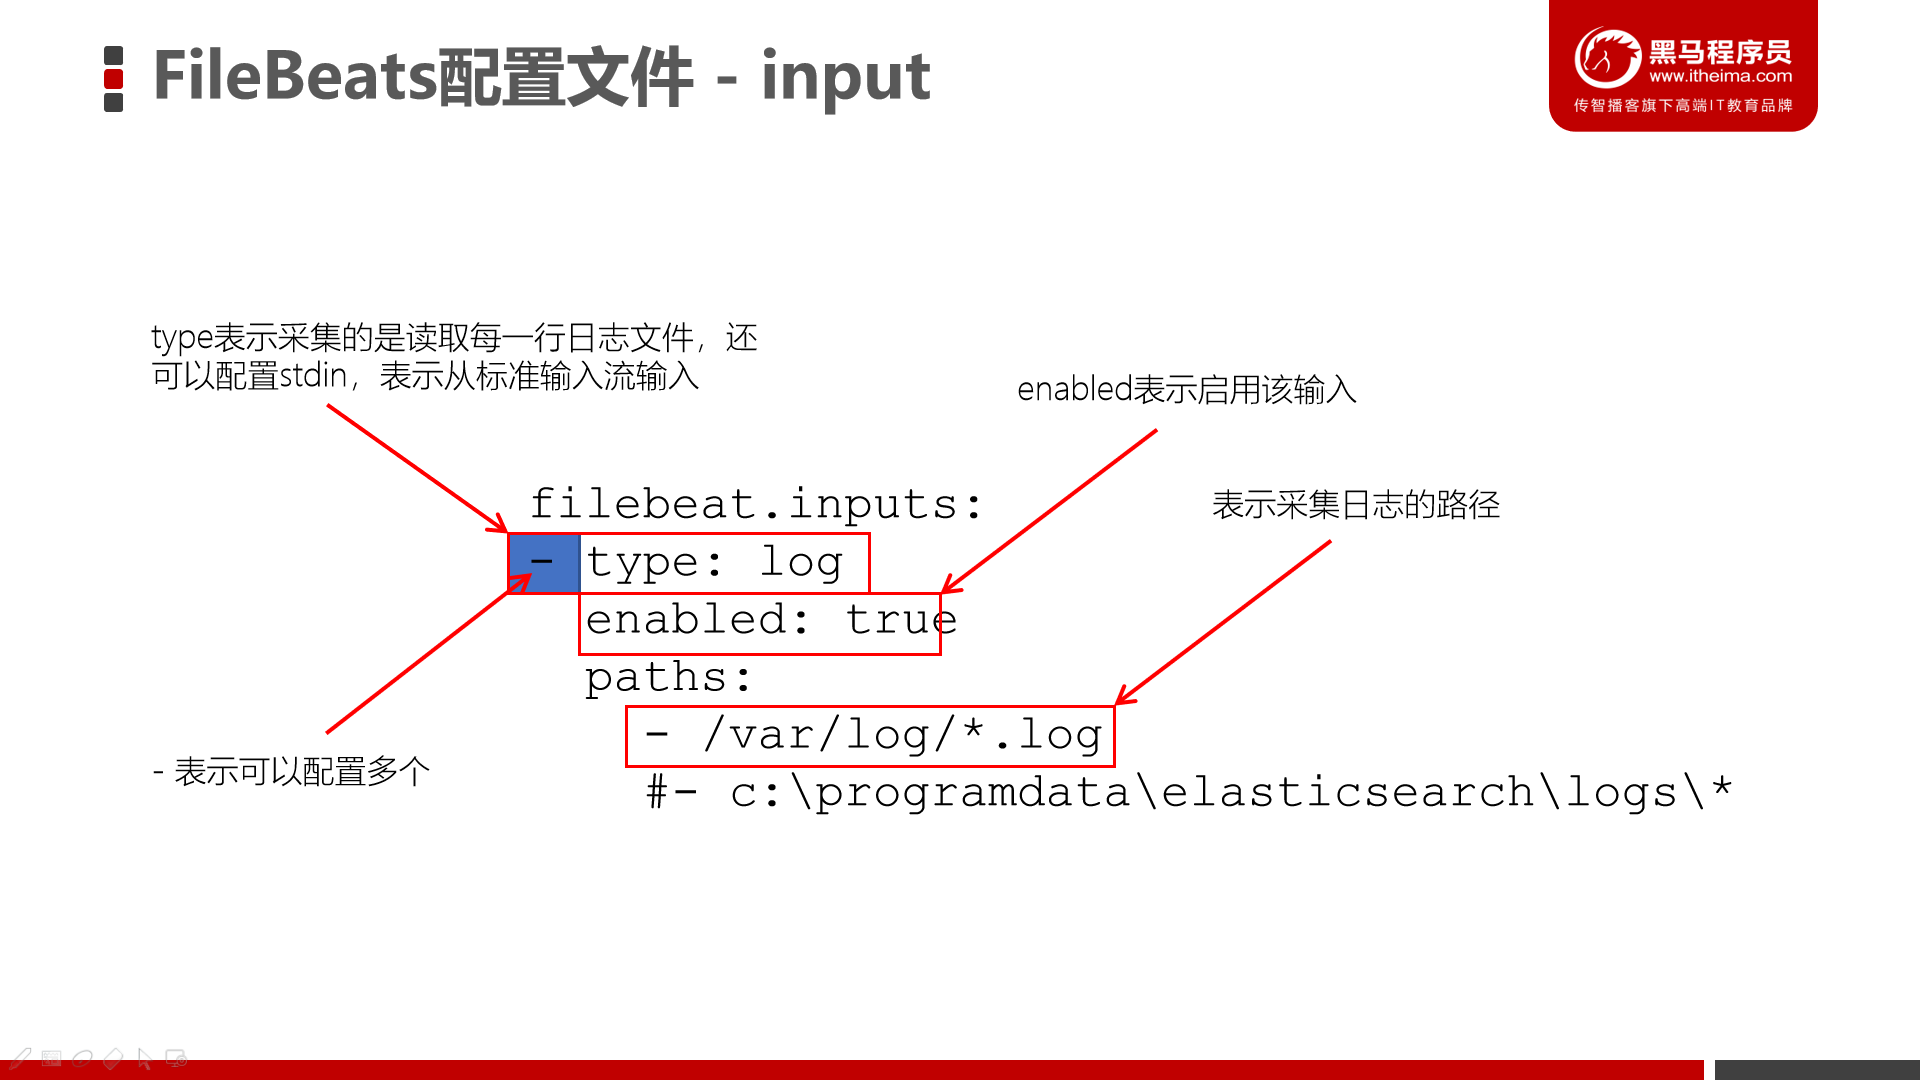 FileBeats配置文件 - input
黑马程序员
www.itheima.com
传智播客旗下高端IT教育品牌
type表示采集的是读取每一行日志文件，还
可以配置stdin，表示从标准输入流输入
enabled表示启用该输入
表示采集日志的路径
filebeat.inputs:
- type: log
enabled: true
paths:
- /var/log/*.log
#- c:\programdata\elasticsearch\logs\*
- 表示可以配置多个